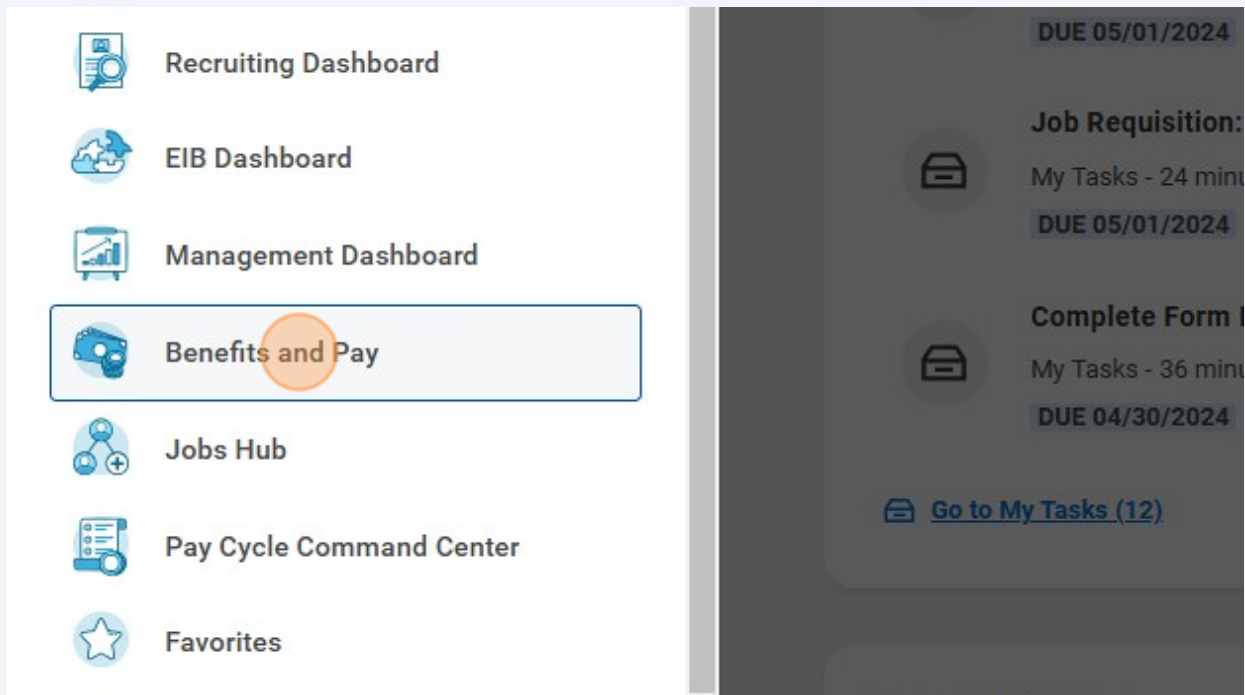 Recruiting Dashboard
EIB Dashboard
Management Dashboard
Benefits and Pay
Jobs Hub
Pay Cycle Command Center
Favorites
DUE 05/01/2024
Job Requisition:
My Tasks - 24 minu
DUE 05/01/2024
Complete Form
My Tasks - 36 minu
DUE 04/30/2024
Go to My Tasks (12)